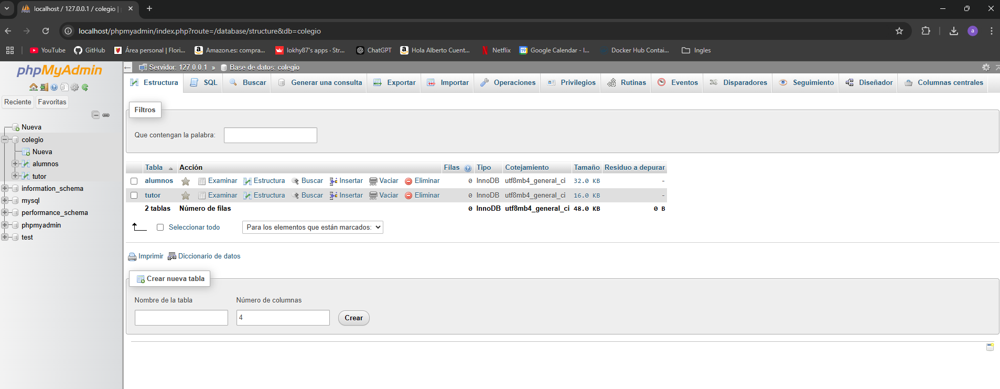 localhost / 127.0.0.1 / colegio |
localhost/phpmyadmin/index.php?route=/database/structure&db=colegio
a
YouTube
GitHub
Área personal | Flori...
Amazon.es: compra...
lokhy87's apps · Str...
ChatGPT
Hola Alberto Cuent...
Netflix
19
Google Calendar - l...
Docker Hub Contai...
Ingles
phpMyAdmin
Reciente
Favoritas
Nueva
colegio
Nueva
alumnos
tutor
information_schema
mysql
performance_schema
phpmyadmin
test
Servidor: 127.0.0.1 » Base de datos: colegio
Estructura
SQL
Buscar
Generar una consulta
Exportar
Importar
Operaciones
Privilegios
Rutinas
Eventos
Disparadores
Seguimiento
Diseñador
Columnas centrales
Filtros
Que contengan la palabra:
Tabla Acción Filas Tipo Cotejamiento Tamaño Residuo a depurar
alumnos Examinar Estructura Buscar Insertar Vaciar Eliminar 0 InnoDB utf8mb4_general_ci 32.0 KB -
tutor Examinar Estructura Buscar Insertar Vaciar Eliminar 0 InnoDB utf8mb4_general_ci 16.0 KB -
2 tablas Número de filas 0 InnoDB utf8mb4_general_ci 48.0 KB 0 B
Seleccionar todo
Para los elementos que están marcados:
Imprimir
Diccionario de datos
Crear nueva tabla
Nombre de la tabla
Número de columnas
4
Crear